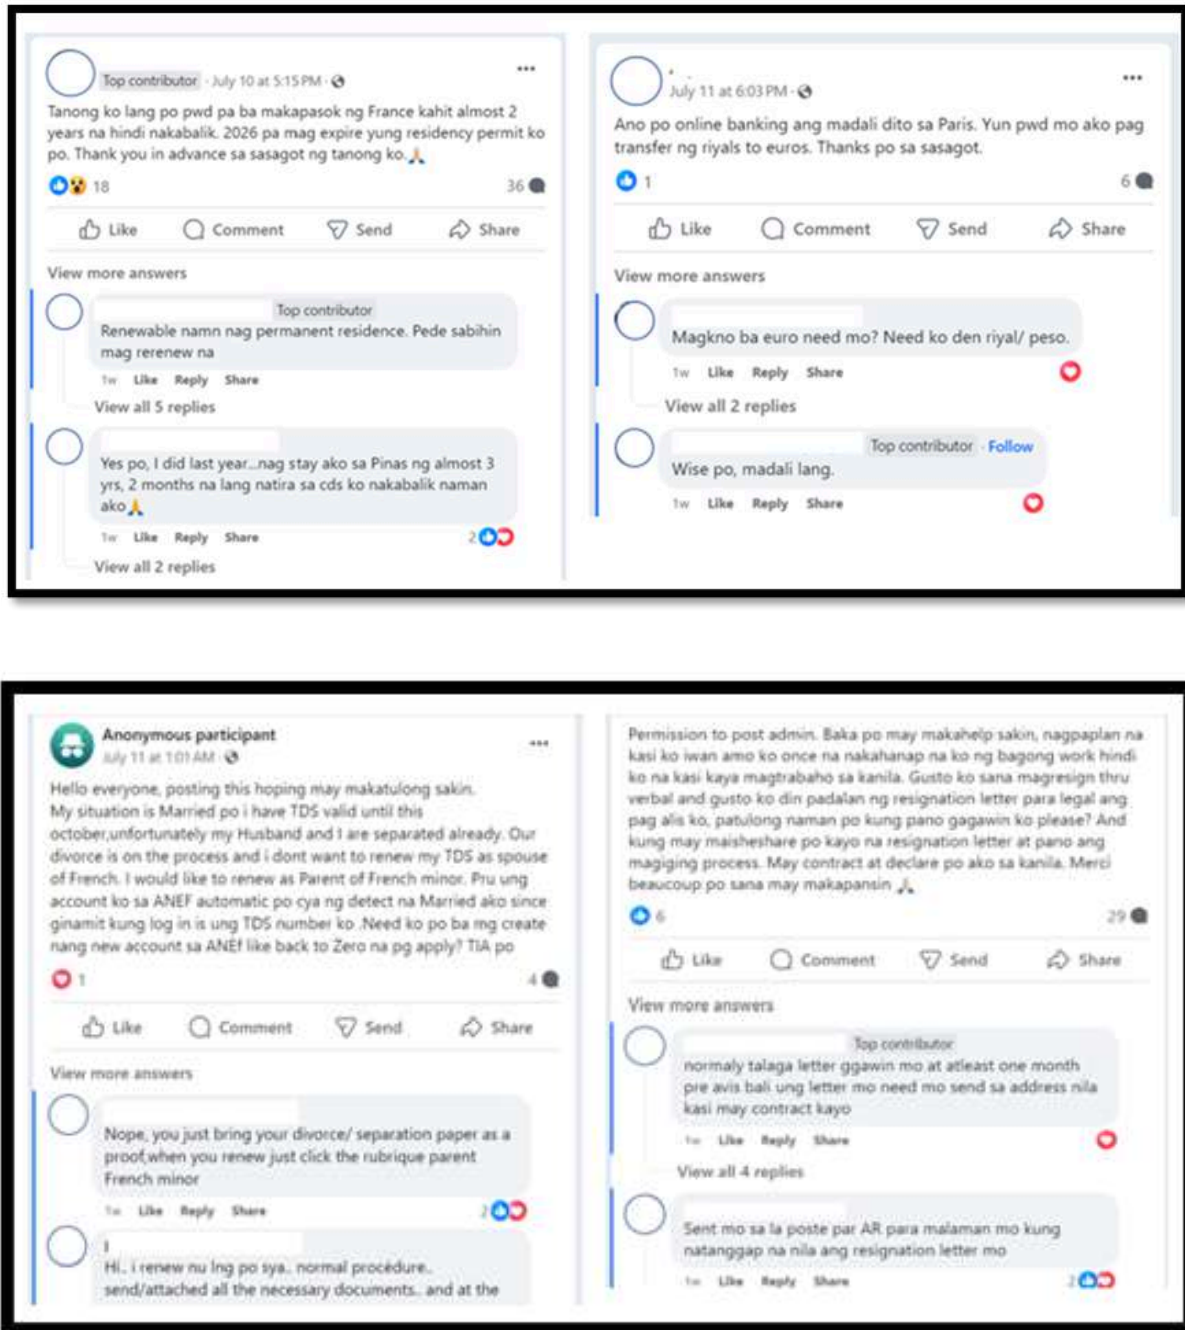 Top contributor · July 10 at 5:15 PM ·
Tanong ko lang po pwd pa ba makapasok ng France kahit almost 2
years na hindi nakabalik. 2026 pa mag expire yung residency permit ko
po. Thank you in advance sa sasagot ng tanong ko.🙏
18
36
Like Comment Send Share
View more answers
Top contributor
Renewable namn nag permanent residence. Pede sabihin
mag rerenew na
1w Like Reply Share
View all 5 replies
Yes po, I did last year...nag stay ako sa Pinas ng almost 3
yrs, 2 months na lang natira sa cds ko nakabalik naman
ako🙏
1w Like Reply Share 2
View all 2 replies
July 11 at 6:03 PM ·
Ano po online banking ang madali dito sa Paris. Yun pwd mo ako pag
transfer ng riyals to euros. Thanks po sa sasagot.
1
6
Like Comment Send Share
View more answers
Magkno ba euro need mo? Need ko den riyal/ peso.
1w Like Reply Share
View all 2 replies
Top contributor · Follow
Wise po, madali lang.
1w Like Reply Share
Anonymous participant
July 11 at 1:01 AM ·
Hello everyone, posting this hoping may makatulong sakin.
My situation is Married po i have TDS valid until this
october,unfortunately my Husband and I are separated already. Our
divorce is on the process and i dont want to renew my TDS as spouse
of French. I would like to renew as Parent of French minor. Pru ung
account ko sa ANEF automatic po cya ng detect na Married ako since
ginamit kung log in is ung TDS number ko .Need ko po ba mg create
nang new account sa ANEf like back to Zero na pg apply? TIA po
1
4
Like Comment Send Share
View more answers
Nope, you just bring your divorce/ separation paper as a
proof,when you renew just click the rubrique parent
French minor
1w Like Reply Share 2
Hi.. i renew nu lng po sya.. normal procédure..
send/attached all the necessary documents.. and at the
Permission to post admin. Baka po may makahelp sakin, nagpaplan na
kasi ko iwan amo ko once na nakahanap na ko ng bagong work hindi
ko na kasi kaya magtrabaho sa kanila. Gusto ko sana magresign thru
verbal and gusto ko din padalan ng resignation letter para legal ang
pag alis ko, patulong naman po kung pano gagawin ko please? And
kung may maisheshare po kayo na resignation letter at pano ang
magiging process. May contract at declare po ako sa kanila. Merci
beaucoup po sana may makapansin 🙏
6
29
Like Comment Send Share
View more answers
Top contributor
normaly talaga letter ggawin mo at atleast one month
pre avis bali ung letter mo need mo send sa address nila
kasi may contract kayo
1w Like Reply Share
View all 4 replies
Sent mo sa la poste par AR para malaman mo kung
natanggap na nila ang resignation letter mo
1w Like Reply Share 2